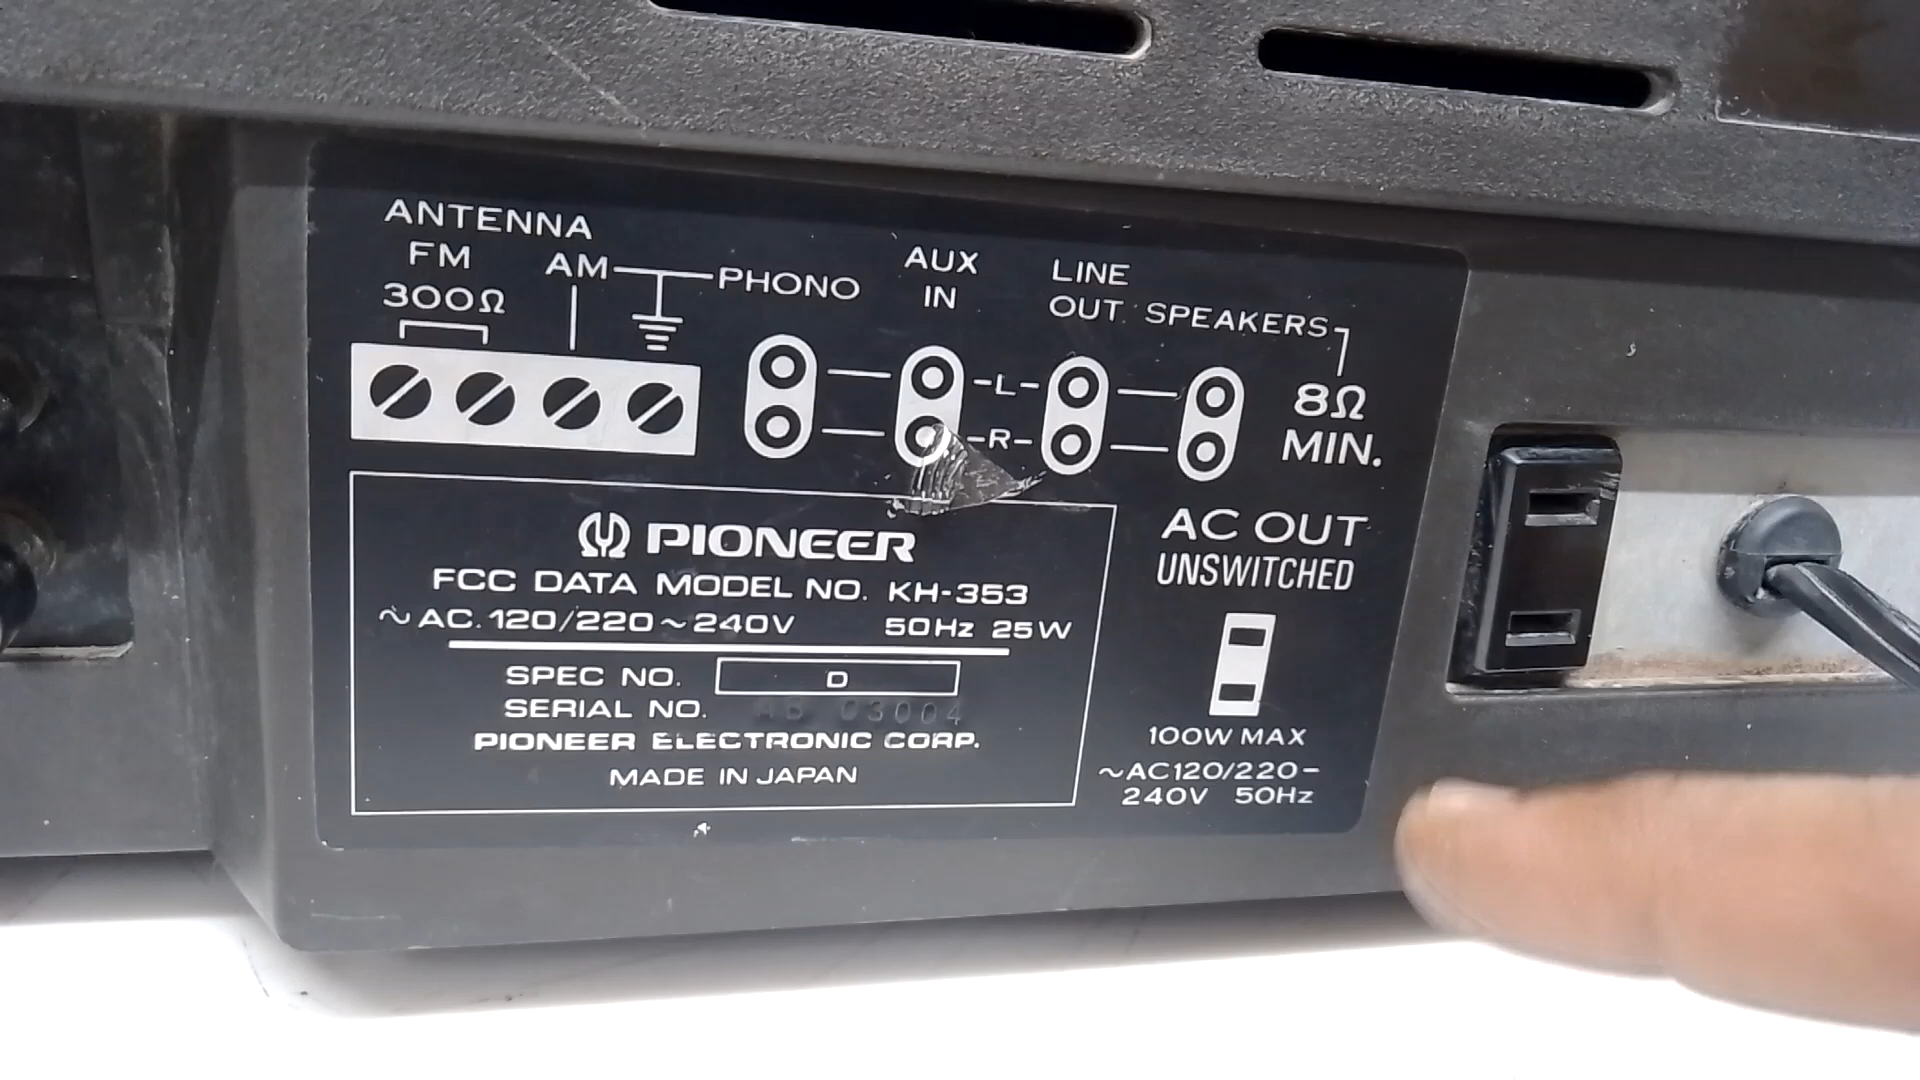 ANTENNA
FM AM PHONO
300Ω
AUX
IN
LINE
OUT SPEAKERS
L
R
8Ω
MIN.
PIONEER
FCC DATA MODEL NO. KH-353
~AC. 120/220~240V 50Hz 25W
SPEC NO. D
SERIAL NO. 03004
PIONEER ELECTRONIC CORP.
MADE IN JAPAN
AC OUT
UNSWITCHED
100W MAX
~AC120/220-
240V 50Hz